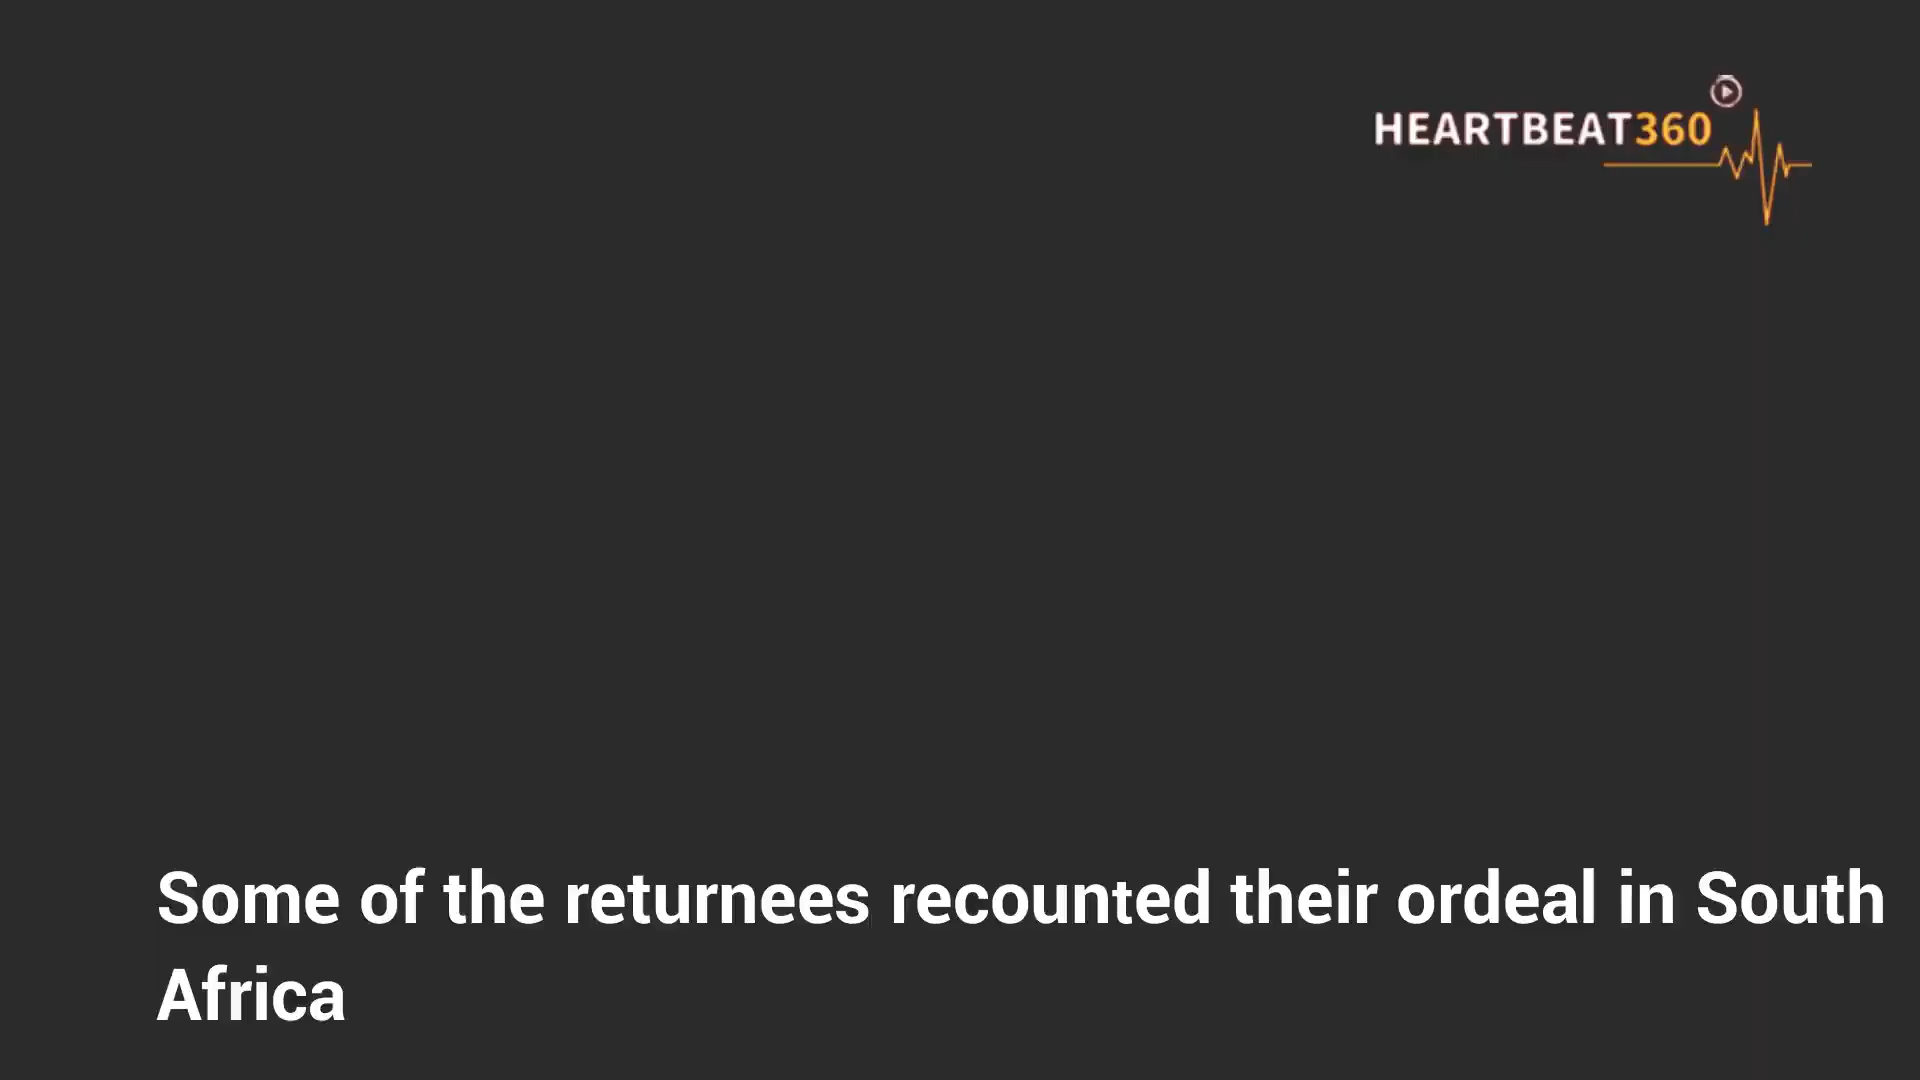 HEARTBEAT360
Some of the returnees recounted their ordeal in South
Africa